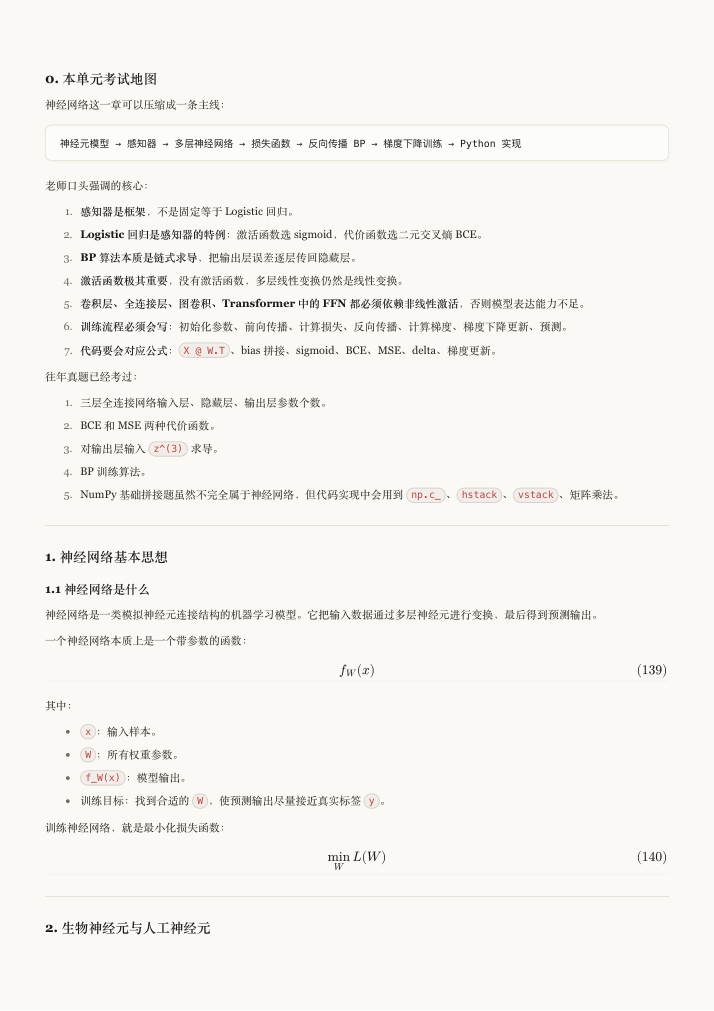 0. 本单元考试地图
神经网络这一章可以压缩成一条主线：
神经元模型 → 感知器 → 多层神经网络 → 损失函数 → 反向传播 BP → 梯度下降训练 → Python 实现
老师口头强调的核心：
1. 感知器是框架，不是固定等于 Logistic 回归。
2. Logistic 回归是感知器的特例：激活函数选 sigmoid，代价函数选二元交叉熵 BCE。
3. BP 算法本质是链式求导，把输出层误差逐层传回隐藏层。
4. 激活函数极其重要，没有激活函数，多层线性变换仍然是线性变换。
5. 卷积层、全连接层、图卷积、Transformer 中的 FFN 都必须依赖非线性激活，否则模型表达能力不足。
6. 训练流程必须会写：初始化参数、前向传播、计算损失、反向传播、计算梯度、梯度下降更新、预测。
7. 代码要会对应公式：X @ W.T、bias 拼接、sigmoid、BCE、MSE、delta、梯度更新。
往年真题已经考过：
1. 三层全连接网络输入层、隐藏层、输出层参数个数。
2. BCE 和 MSE 两种代价函数。
3. 对输出层输入 z^(3) 求导。
4. BP 训练算法。
5. NumPy 基础拼接题虽然不完全属于神经网络，但代码实现中会用到 np.c_、hstack、vstack、矩阵乘法。
1. 神经网络基本思想
1.1 神经网络是什么
神经网络是一类模拟神经元连接结构的机器学习模型。它把输入数据通过多层神经元进行变换，最后得到预测输出。
一个神经网络本质上是一个带参数的函数：
f_W(x) (139)
其中：
• x：输入样本。
• W：所有权重参数。
• f_W(x)：模型输出。
• 训练目标：找到合适的 W，使预测输出尽量接近真实标签 y。
训练神经网络，就是最小化损失函数：
min_W L(W) (140)
2. 生物神经元与人工神经元